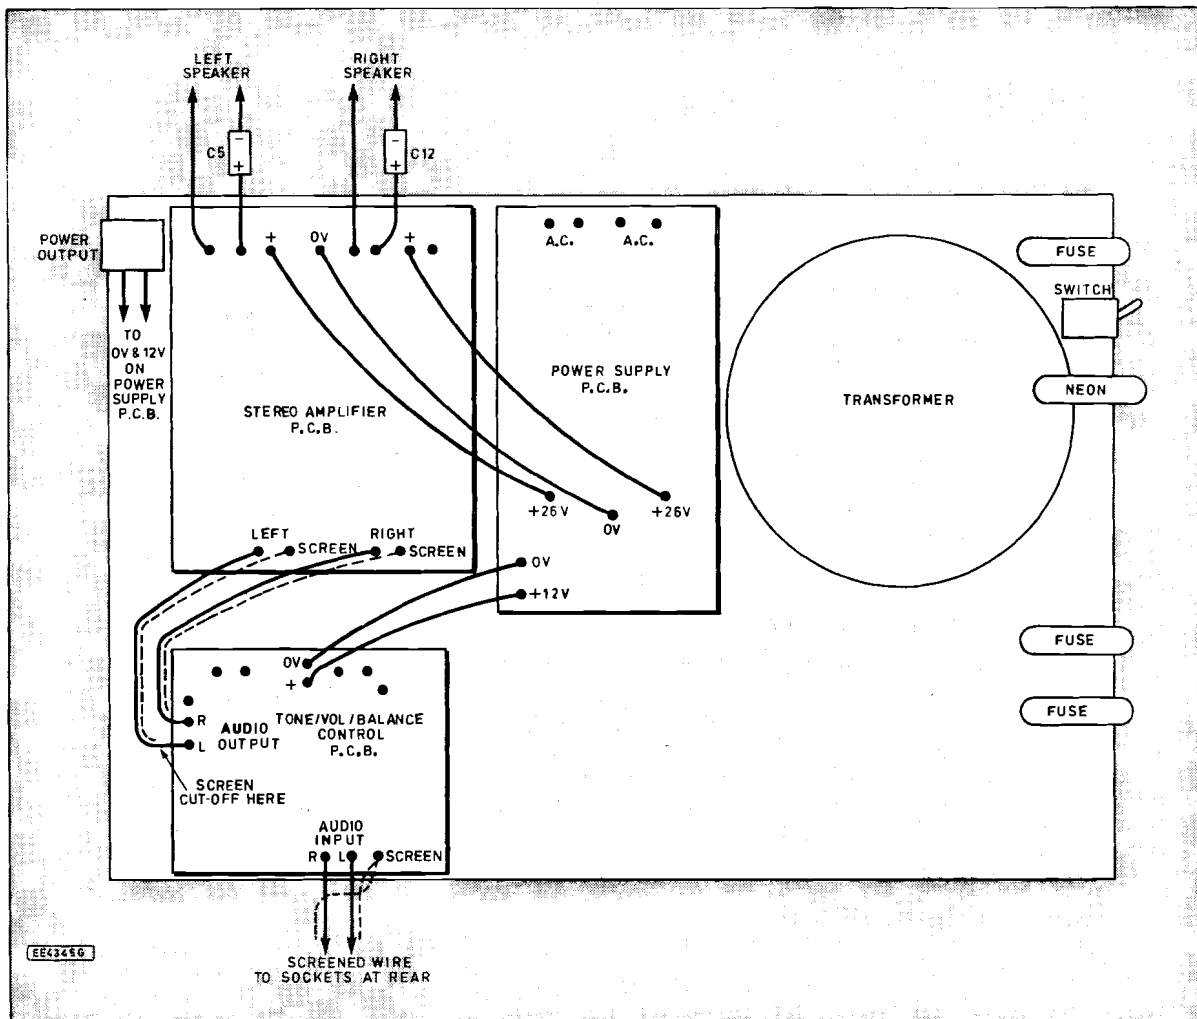 LEFT
SPEAKER
RIGHT
SPEAKER
-
C5
+
-
C12
+
POWER
OUTPUT
+
0V
+
A.C.
A.C.
FUSE
SWITCH
TO
0V & 12V
ON
POWER
SUPPLY
P.C.B.
STEREO AMPLIFIER
P.C.B.
POWER SUPPLY
P.C.B.
TRANSFORMER
NEON
+26V
0V
+26V
LEFT
SCREEN
RIGHT
SCREEN
0V
+12V
0V
+
R
L
AUDIO
OUTPUT
TONE/VOL/BALANCE
CONTROL
P.C.B.
FUSE
FUSE
SCREEN
CUT-OFF HERE
AUDIO
INPUT
R
L
SCREEN
EE4345G
SCREENED WIRE
TO SOCKETS AT REAR